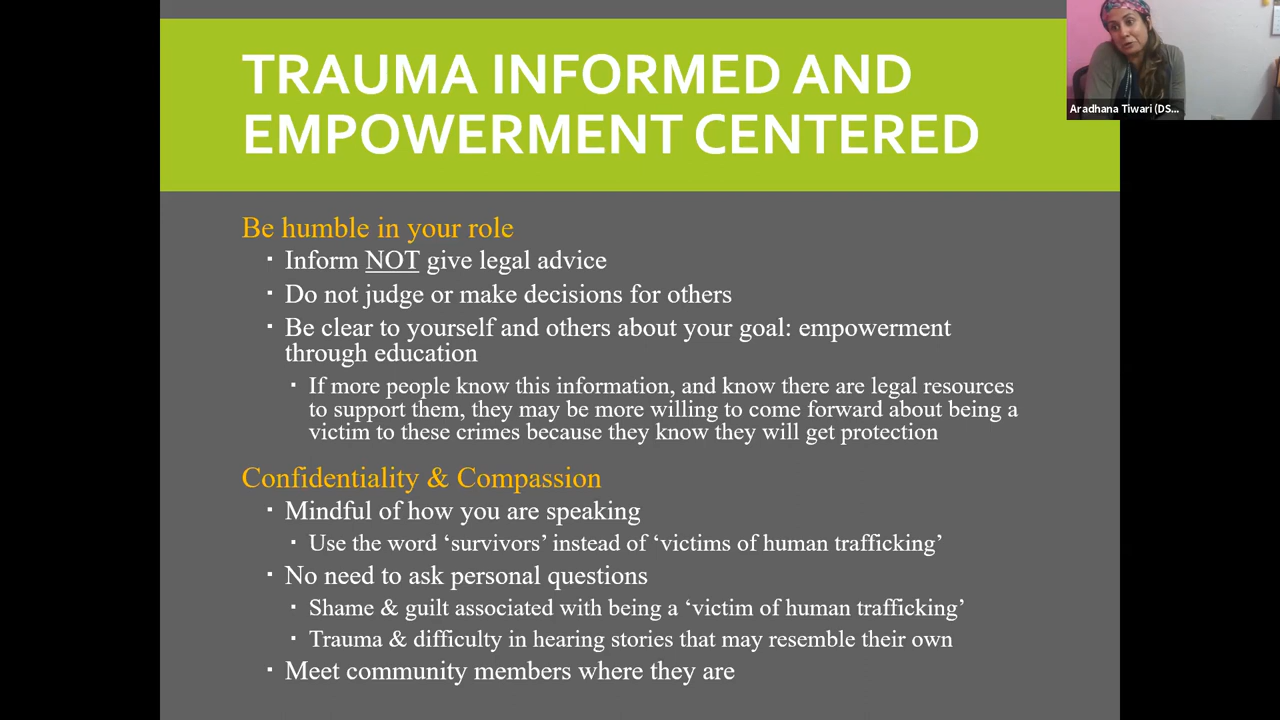 TRAUMA INFORMED AND
EMPOWERMENT CENTERED
Aradhana Tiwari (DS...
Be humble in your role
▪ Inform NOT give legal advice
▪ Do not judge or make decisions for others
▪ Be clear to yourself and others about your goal: empowerment
through education
▪ If more people know this information, and know there are legal resources
to support them, they may be more willing to come forward about being a
victim to these crimes because they know they will get protection
Confidentiality & Compassion
▪ Mindful of how you are speaking
▪ Use the word ‘survivors’ instead of ‘victims of human trafficking’
▪ No need to ask personal questions
▪ Shame & guilt associated with being a ‘victim of human trafficking’
▪ Trauma & difficulty in hearing stories that may resemble their own
▪ Meet community members where they are